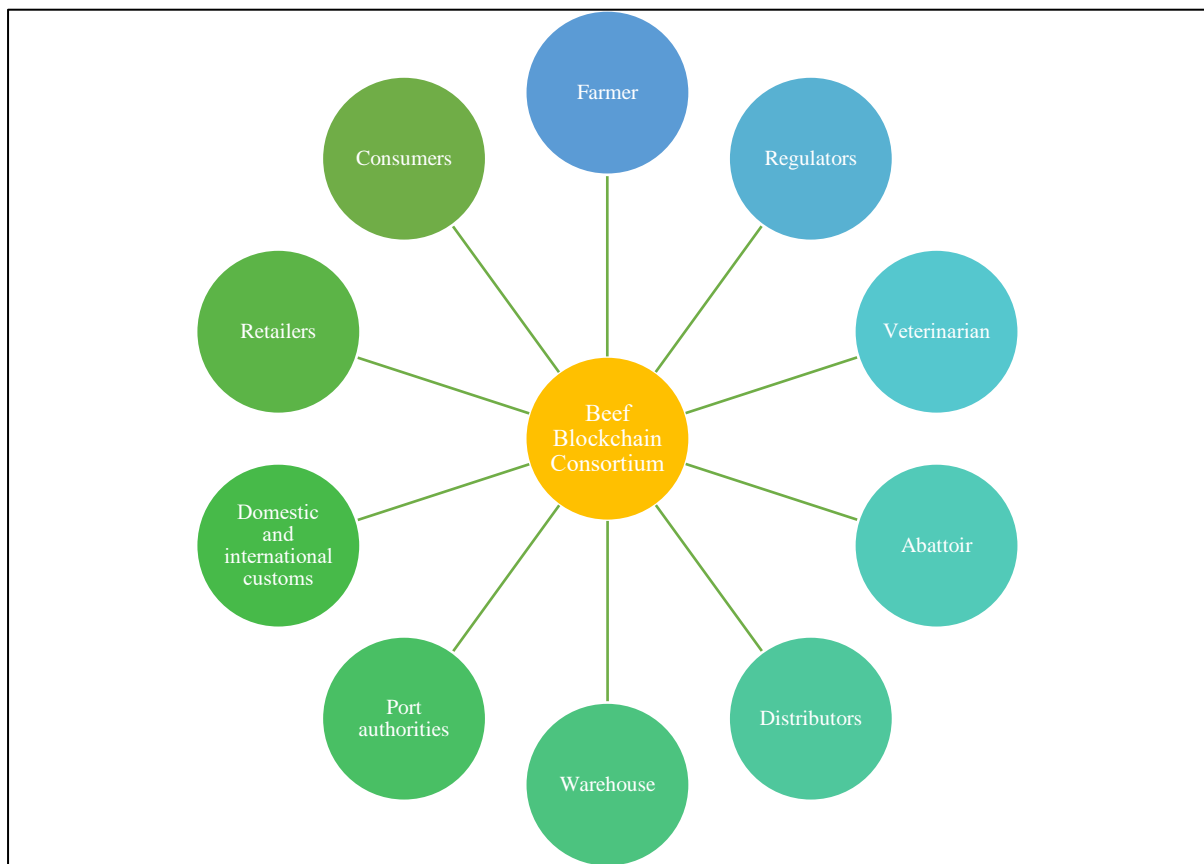 Farmer
Regulators
Veterinarian
Abattoir
Distributors
Warehouse
Port
authorities
Domestic
and
international
customs
Retailers
Consumers
Beef
Blockchain
Consortium